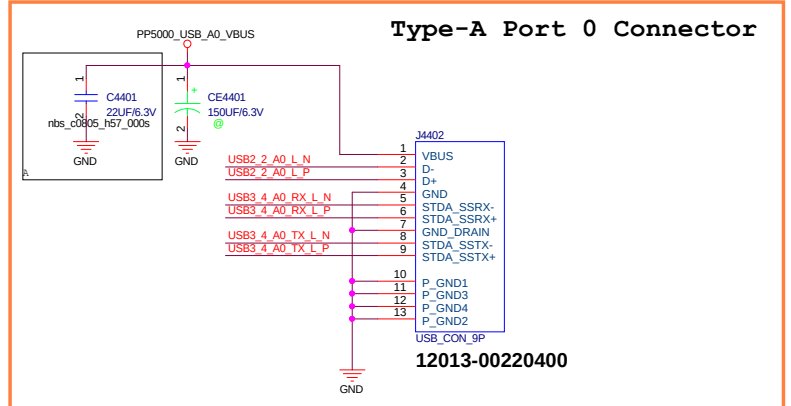 Type-A Port 0 Connector
PP5000_USB_A0_VBUS
1
C4401
22UF/6.3V
2
nbs_c0805_h57_000s
GND
A
1
+
CE4401
150UF/6.3V
@
2
GND
J4402
1 VBUS
USB2_2_A0_L_N 2 D-
USB2_2_A0_L_P 3 D+
4 GND
USB3_4_A0_RX_L_N 5 STDA_SSRX-
USB3_4_A0_RX_L_P 6 STDA_SSRX+
7 GND_DRAIN
USB3_4_A0_TX_L_N 8 STDA_SSTX-
USB3_4_A0_TX_L_P 9 STDA_SSTX+
10 P_GND1
11 P_GND3
12 P_GND4
13 P_GND2
USB_CON_9P
12013-00220400
GND